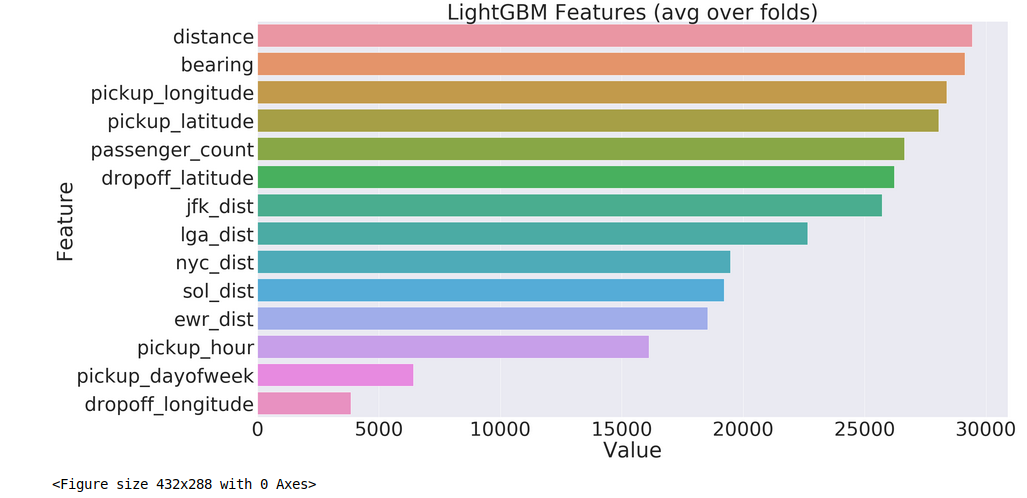 LightGBM Features (avg over folds)
distance
bearing
pickup_longitude
pickup_latitude
passenger_count
dropoff_latitude
jfk_dist
lga_dist
nyc_dist
sol_dist
ewr_dist
pickup_hour
pickup_dayofweek
dropoff_longitude
Feature
0 5000 10000 15000 20000 25000 30000
Value
<Figure size 432x288 with 0 Axes>